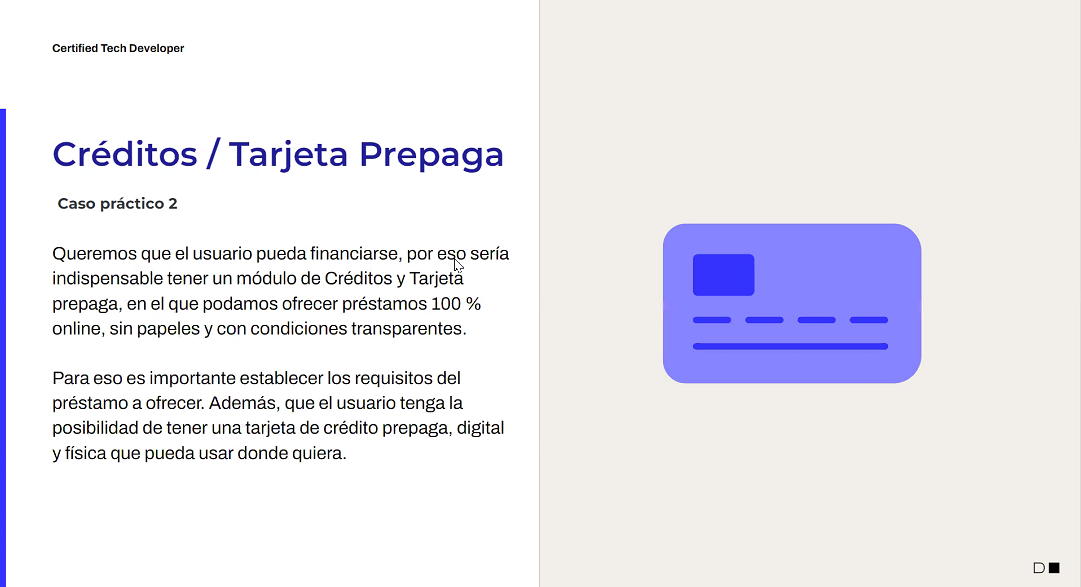 Certified Tech Developer
Créditos / Tarjeta Prepaga
Caso práctico 2
Queremos que el usuario pueda financiarse, por eso sería
indispensable tener un módulo de Créditos y Tarjeta
prepaga, en el que podamos ofrecer préstamos 100 %
online, sin papeles y con condiciones transparentes.
Para eso es importante establecer los requisitos del
préstamo a ofrecer. Además, que el usuario tenga la
posibilidad de tener una tarjeta de crédito prepaga, digital
y física que pueda usar donde quiera.